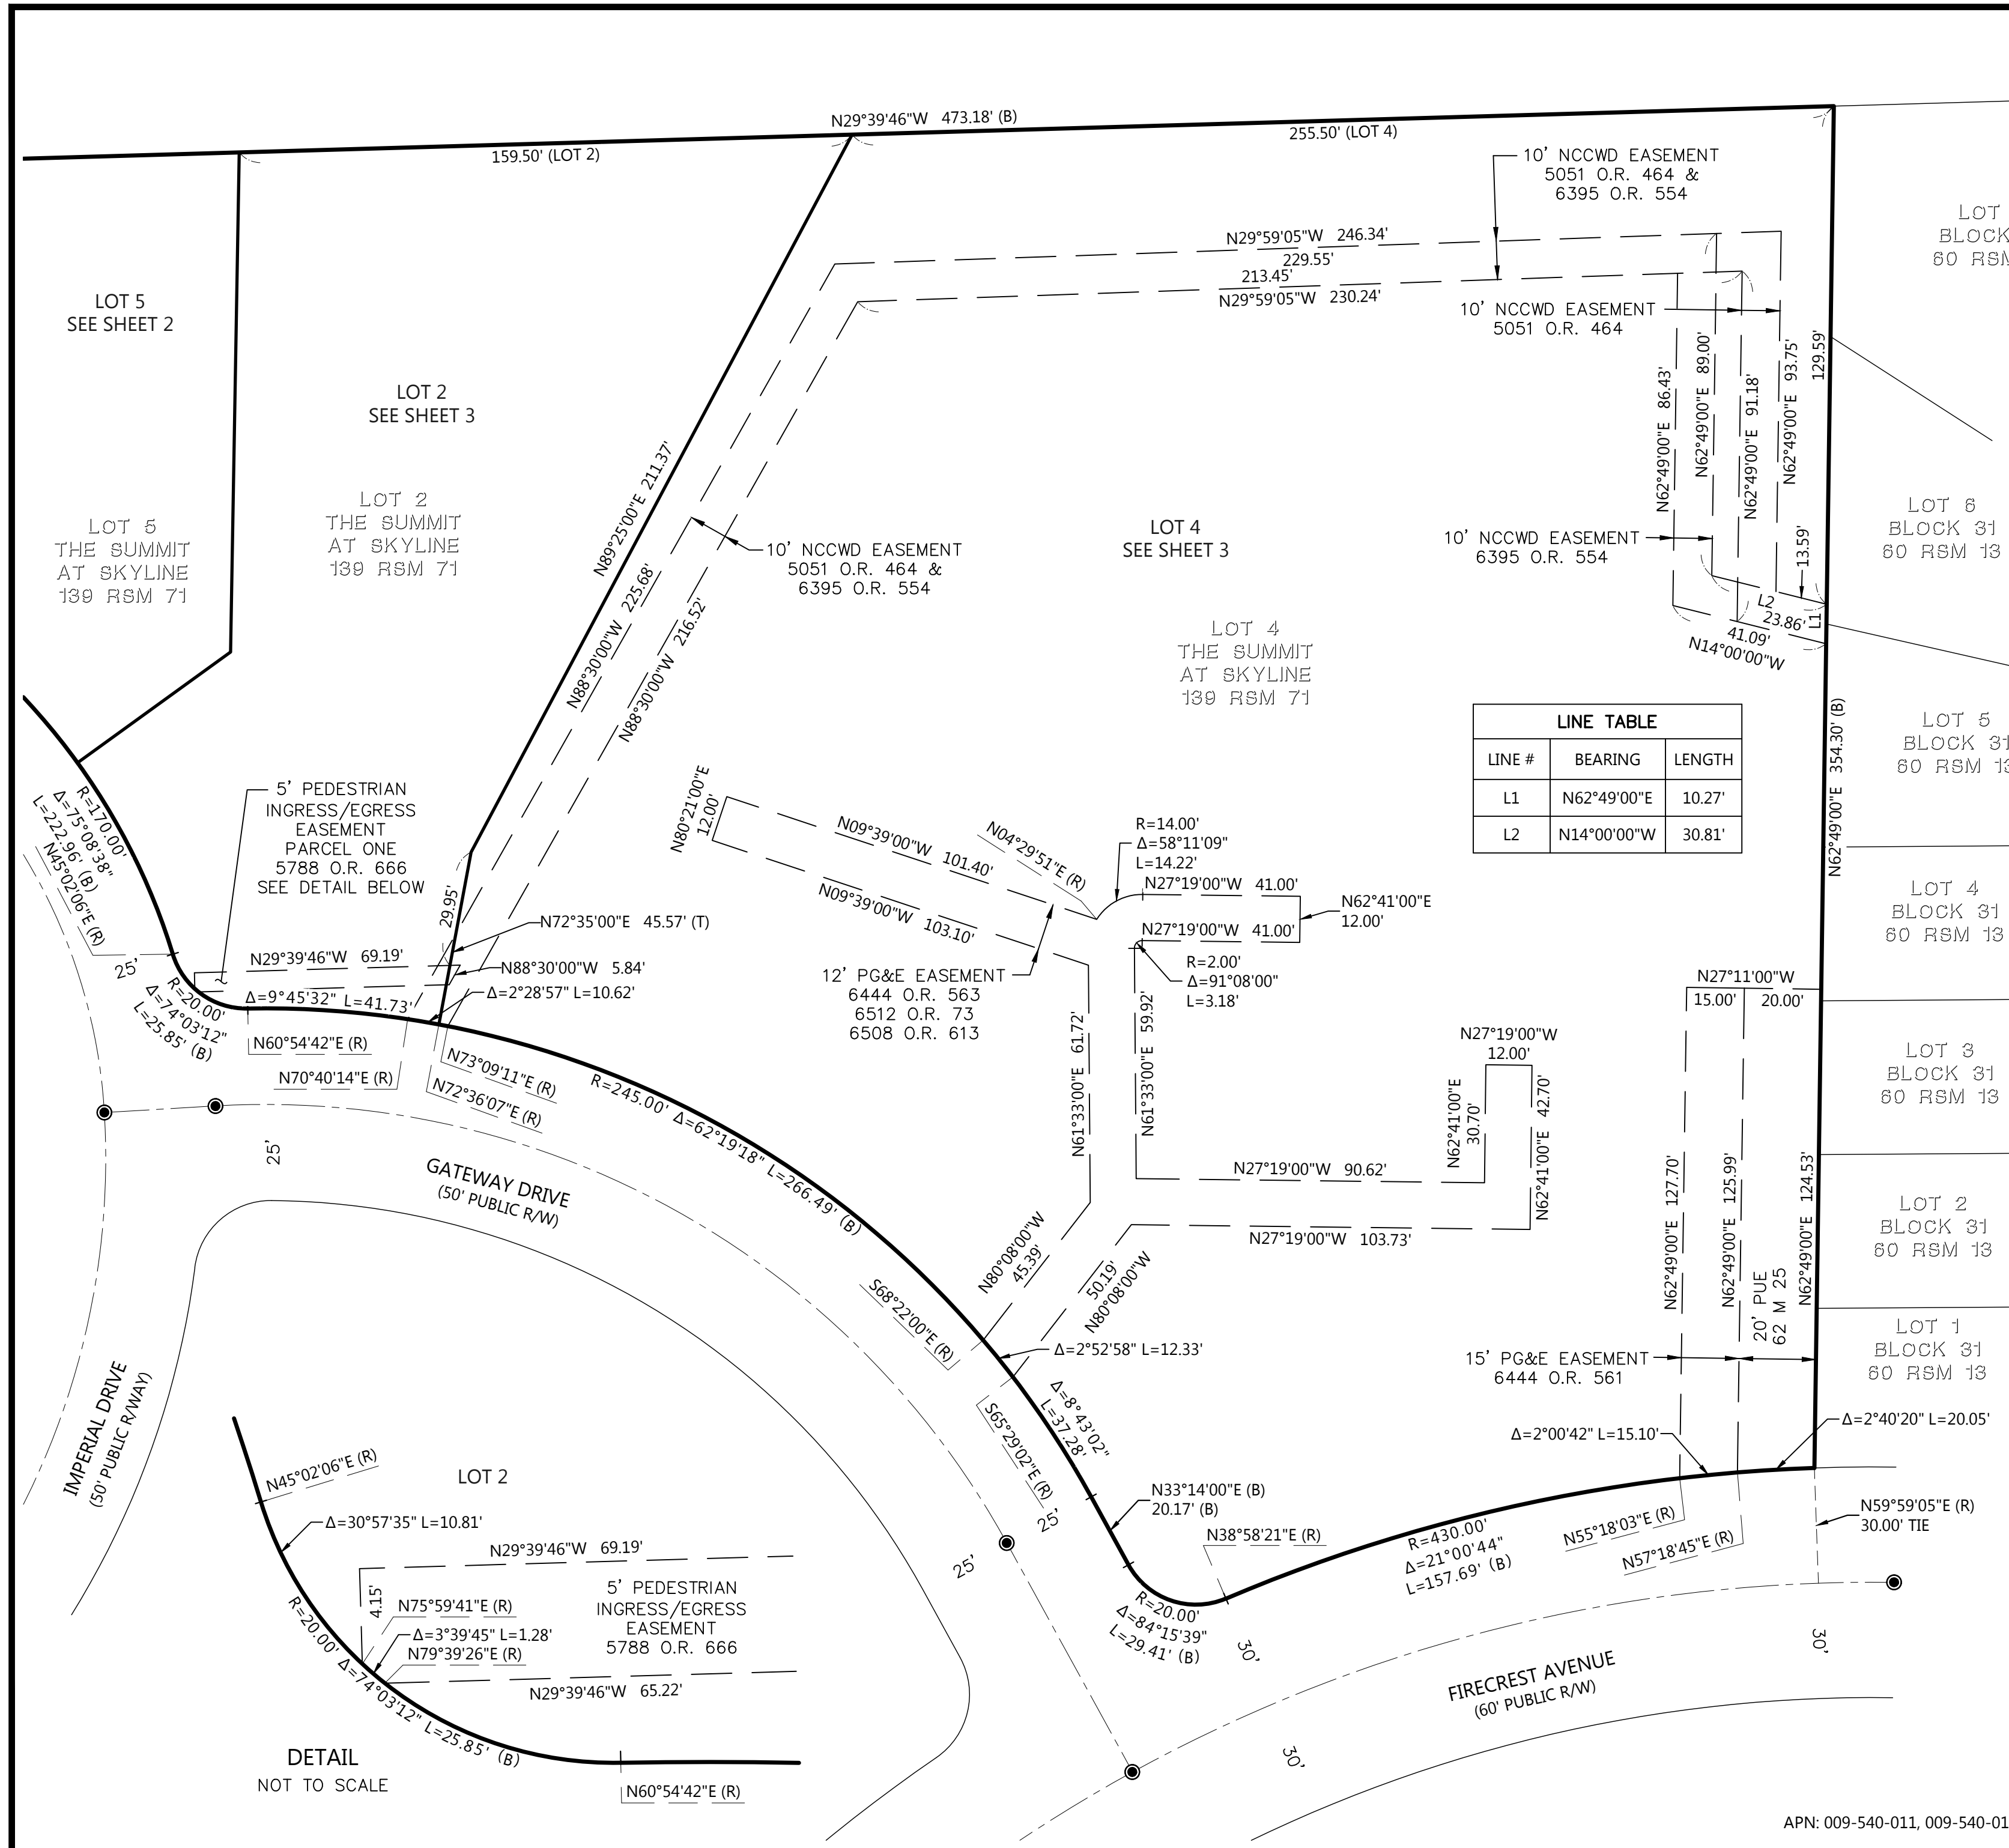 N29°39'46"W 473.18' (B)
159.50' (LOT 2)
255.50' (LOT 4)
10' NCCWD EASEMENT
5051 O.R. 464 &
6395 O.R. 554
LOT
BLOCK
60 RSM
N29°59'05"W 246.34'
229.55'
213.45'
N29°59'05"W 230.24'
LOT 5
SEE SHEET 2
10' NCCWD EASEMENT
5051 O.R. 464
N62°49'00"E 86.43'
N62°49'00"E 89.00'
N62°49'00"E 91.18'
N62°49'00"E 93.75'
129.59'
LOT 2
SEE SHEET 3
LOT 2
THE SUMMIT
AT SKYLINE
139 RSM 71
LOT 5
THE SUMMIT
AT SKYLINE
139 RSM 71
N89°25'00"E 211.37'
N88°30'00"W 225.68'
N88°30'00"W 216.52'
10' NCCWD EASEMENT
5051 O.R. 464 &
6395 O.R. 554
LOT 4
SEE SHEET 3
LOT 4
THE SUMMIT
AT SKYLINE
139 RSM 71
10' NCCWD EASEMENT
6395 O.R. 554
13.59'
L2
23.86'
L1
41.09'
N14°00'00"W
LOT 6
BLOCK 31
60 RSM 13
LINE TABLE
LINE # BEARING LENGTH
L1 N62°49'00"E 10.27'
L2 N14°00'00"W 30.81'
N62°49'00"E 354.30' (B)
LOT 5
BLOCK 31
60 RSM 13
LOT 4
BLOCK 31
60 RSM 13
LOT 3
BLOCK 31
60 RSM 13
LOT 2
BLOCK 31
60 RSM 13
LOT 1
BLOCK 31
60 RSM 13
R=170.00'
Δ=75°08'38"
L=222.96' (B)
N45°02'06"E (R)
5' PEDESTRIAN
INGRESS/EGRESS
EASEMENT
PARCEL ONE
5788 O.R. 666
SEE DETAIL BELOW
29.95'
N72°35'00"E 45.57' (T)
N88°30'00"W 5.84'
Δ=2°28'57" L=10.62'
N29°39'46"W 69.19'
Δ=9°45'32" L=41.73'
25'
R=20.00'
Δ=74°03'12"
L=25.85' (B)
N60°54'42"E (R)
N70°40'14"E (R)
N73°09'11"E (R)
N72°36'07"E (R)
N80°21'00"E
12.00'
N09°39'00"W 101.40'
N09°39'00"W 103.10'
N04°29'51"E (R)
R=14.00'
Δ=58°11'09"
L=14.22'
N27°19'00"W 41.00'
N62°41'00"E
12.00'
N27°19'00"W 41.00'
R=2.00'
Δ=91°08'00"
L=3.18'
12' PG&E EASEMENT
6444 O.R. 563
6512 O.R. 73
6508 O.R. 613
N61°33'00"E 61.72'
N61°33'00"E 59.92'
N27°19'00"W
12.00'
N62°41'00"E
30.70'
N62°41'00"E 42.70'
N27°19'00"W 90.62'
N27°19'00"W 103.73'
N80°08'00"W
45.39'
50.19'
N80°08'00"W
N27°11'00"W
15.00'
20.00'
N62°49'00"E 127.70'
N62°49'00"E 125.99'
20' PUE
62 M 25
N62°49'00"E 124.53'
15' PG&E EASEMENT
6444 O.R. 561
R=245.00' Δ=62°19'18" L=266.49' (B)
25'
GATEWAY DRIVE
(50' PUBLIC R/W)
IMPERIAL DRIVE
(50' PUBLIC R/WAY)
S68°22'00"E (R)
S65°29'02"E (R)
Δ=2°52'58" L=12.33'
Δ=8°43'02"
L=37.28'
25'
25'
N33°14'00"E (B)
20.17' (B)
N38°58'21"E (R)
R=20.00'
Δ=84°15'39"
L=29.41' (B)
R=430.00'
Δ=21°00'44"
L=157.69' (B)
Δ=2°00'42" L=15.10'
Δ=2°40'20" L=20.05'
N55°18'03"E (R)
N57°18'45"E (R)
N59°59'05"E (R)
30.00' TIE
30'
30'
30'
FIRECREST AVENUE
(60' PUBLIC R/W)
N45°02'06"E (R)
LOT 2
Δ=30°57'35" L=10.81'
N29°39'46"W 69.19'
4.15'
N75°59'41"E (R)
Δ=3°39'45" L=1.28'
N79°39'26"E (R)
5' PEDESTRIAN
INGRESS/EGRESS
EASEMENT
5788 O.R. 666
N29°39'46"W 65.22'
R=20.00' Δ=74°03'12" L=25.85' (B)
N60°54'42"E (R)
DETAIL
NOT TO SCALE
APN: 009-540-011, 009-540-01